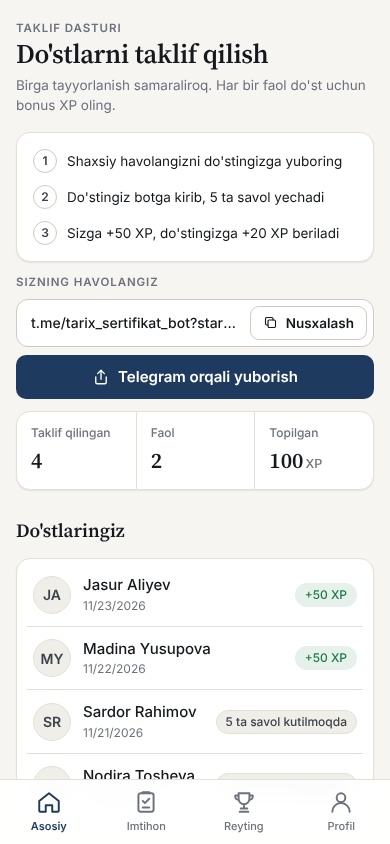 TAKLIF DASTURI
Do'stlarni taklif qilish
Birga tayyorlanish samaraliroq. Har bir faol do'st uchun
bonus XP oling.
1 Shaxsiy havolangizni do'stingizga yuboring
2 Do'stingiz botga kirib, 5 ta savol yechadi
3 Sizga +50 XP, do'stingizga +20 XP beriladi
SIZNING HAVOLANGIZ
t.me/tarix_sertifikat_bot?star... Nusxalash
Telegram orqali yuborish
Taklif qilingan Faol Topilgan
4 2 100 XP
Do'stlaringiz
JA Jasur Aliyev +50 XP
11/23/2026
MY Madina Yusupova +50 XP
11/22/2026
SR Sardor Rahimov 5 ta savol kutilmoqda
11/21/2026
Nodira Tosheva
Asosiy Imtihon Reyting Profil